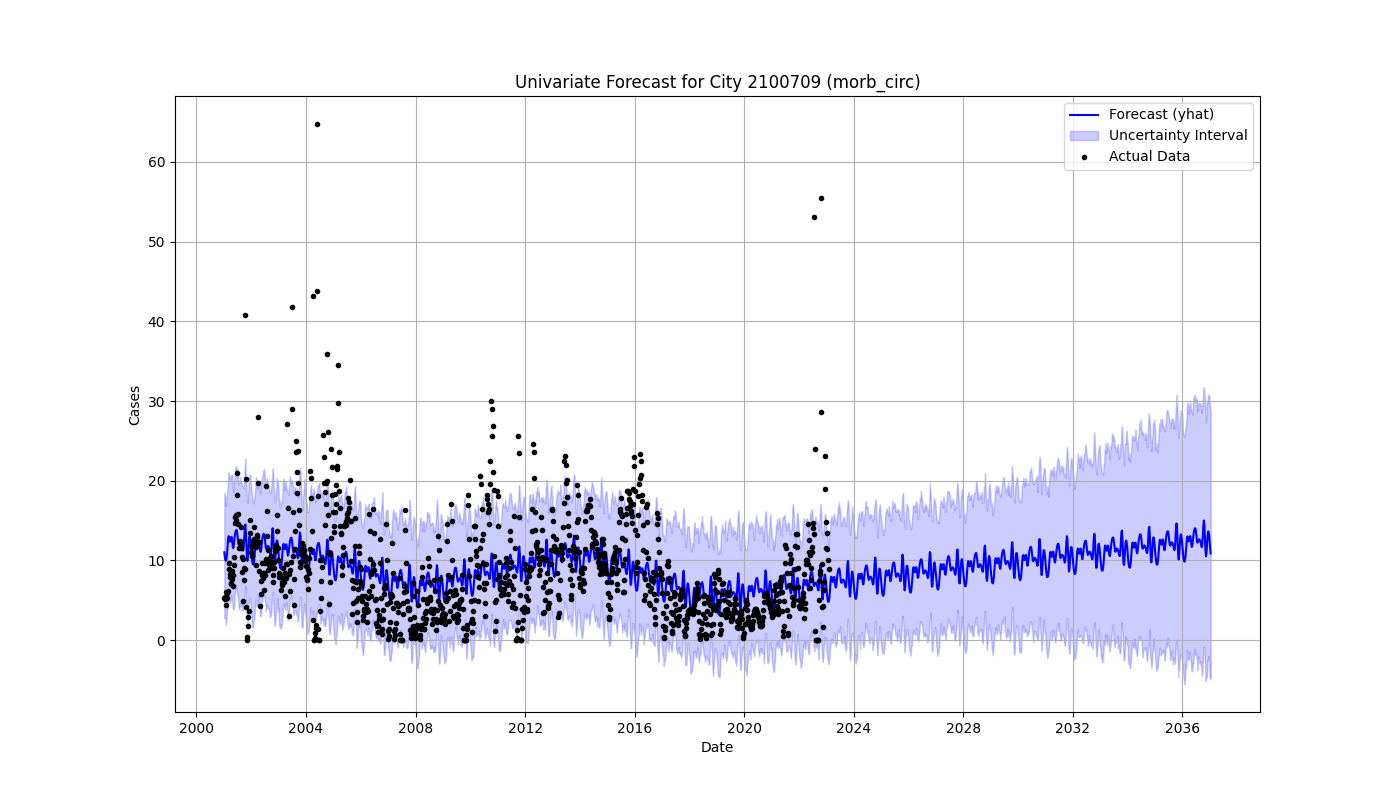 Univariate Forecast for City 2100709 (morb_circ)
Forecast (yhat)
Uncertainty Interval
Actual Data
60
50
40
30
20
10
0
Cases
2000 2004 2008 2012 2016 2020 2024 2028 2032 2036
Date